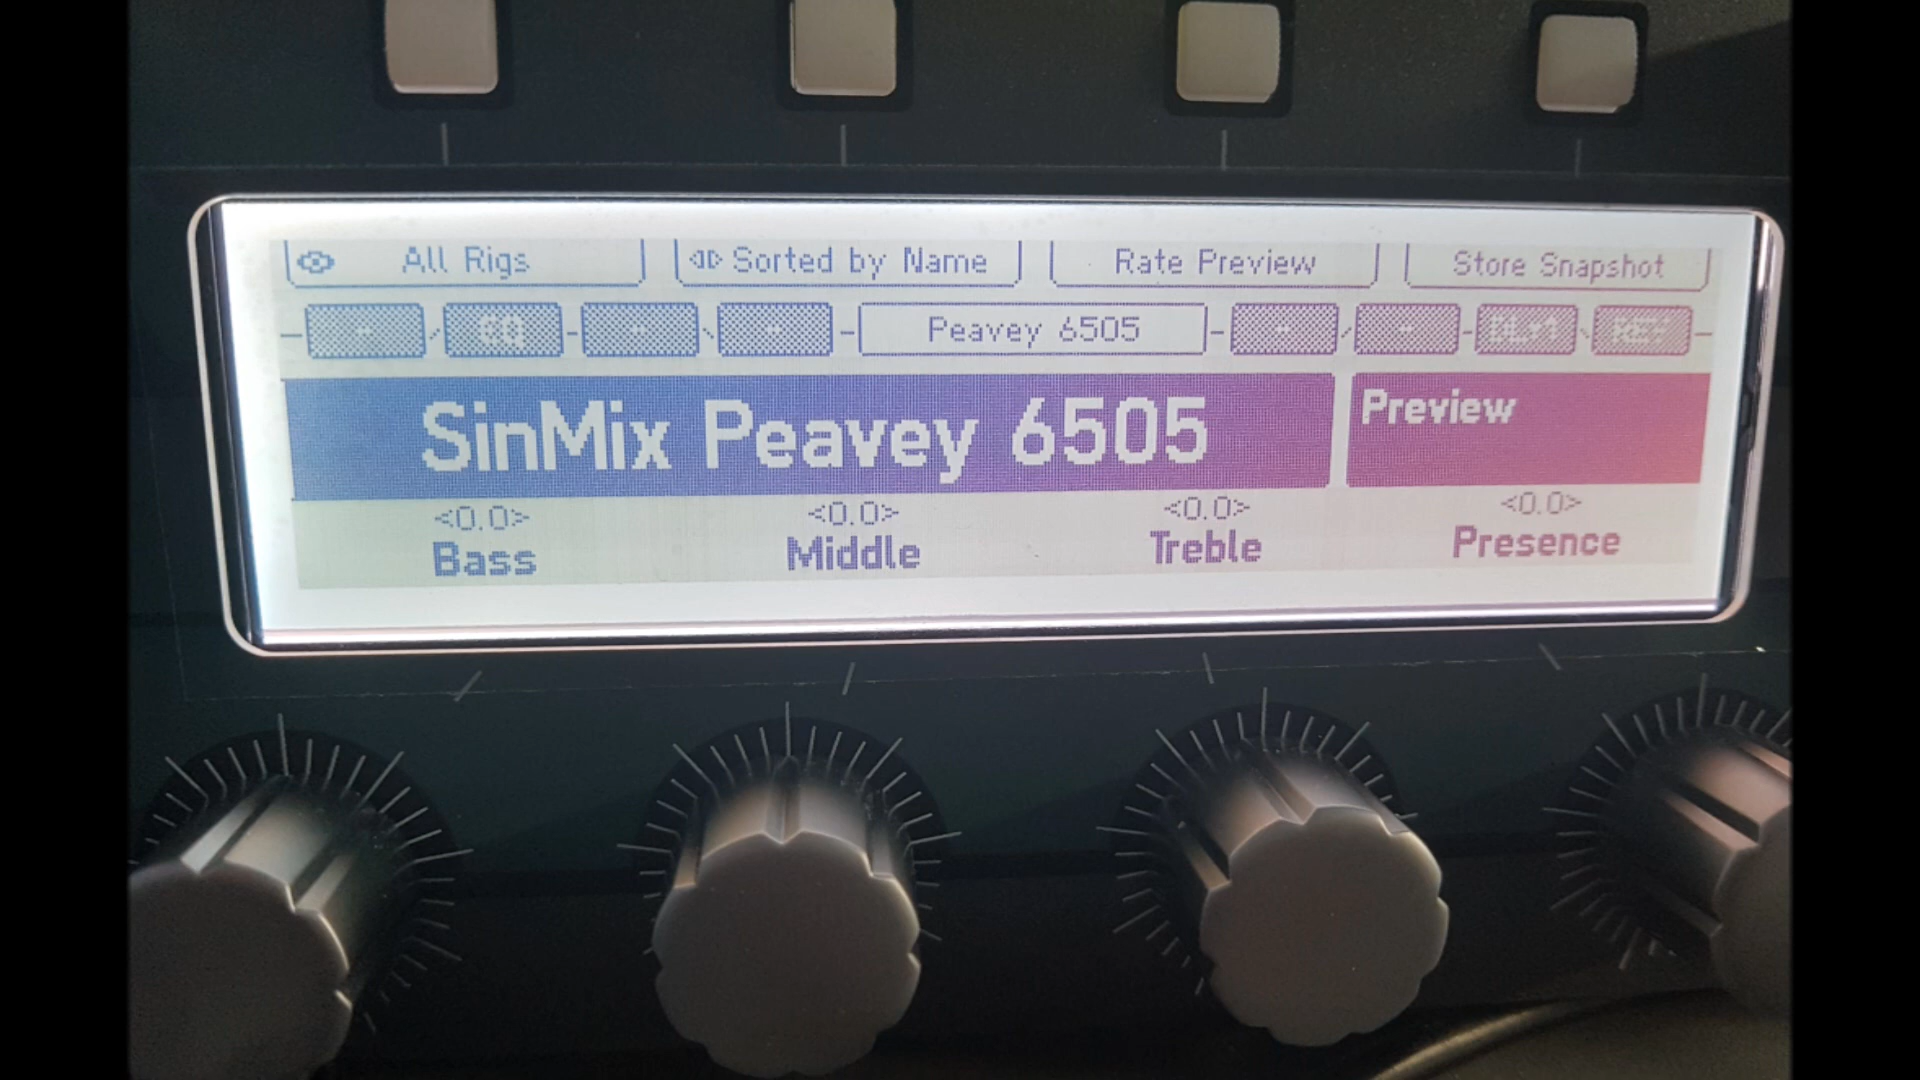 All Rigs
Sorted by Name
Rate Preview
Store Snapshot
EQ
Peavey 6505
SinMix Peavey 6505
Preview
<0.0>
<0.0>
<0.0>
<0.0>
Bass
Middle
Treble
Presence